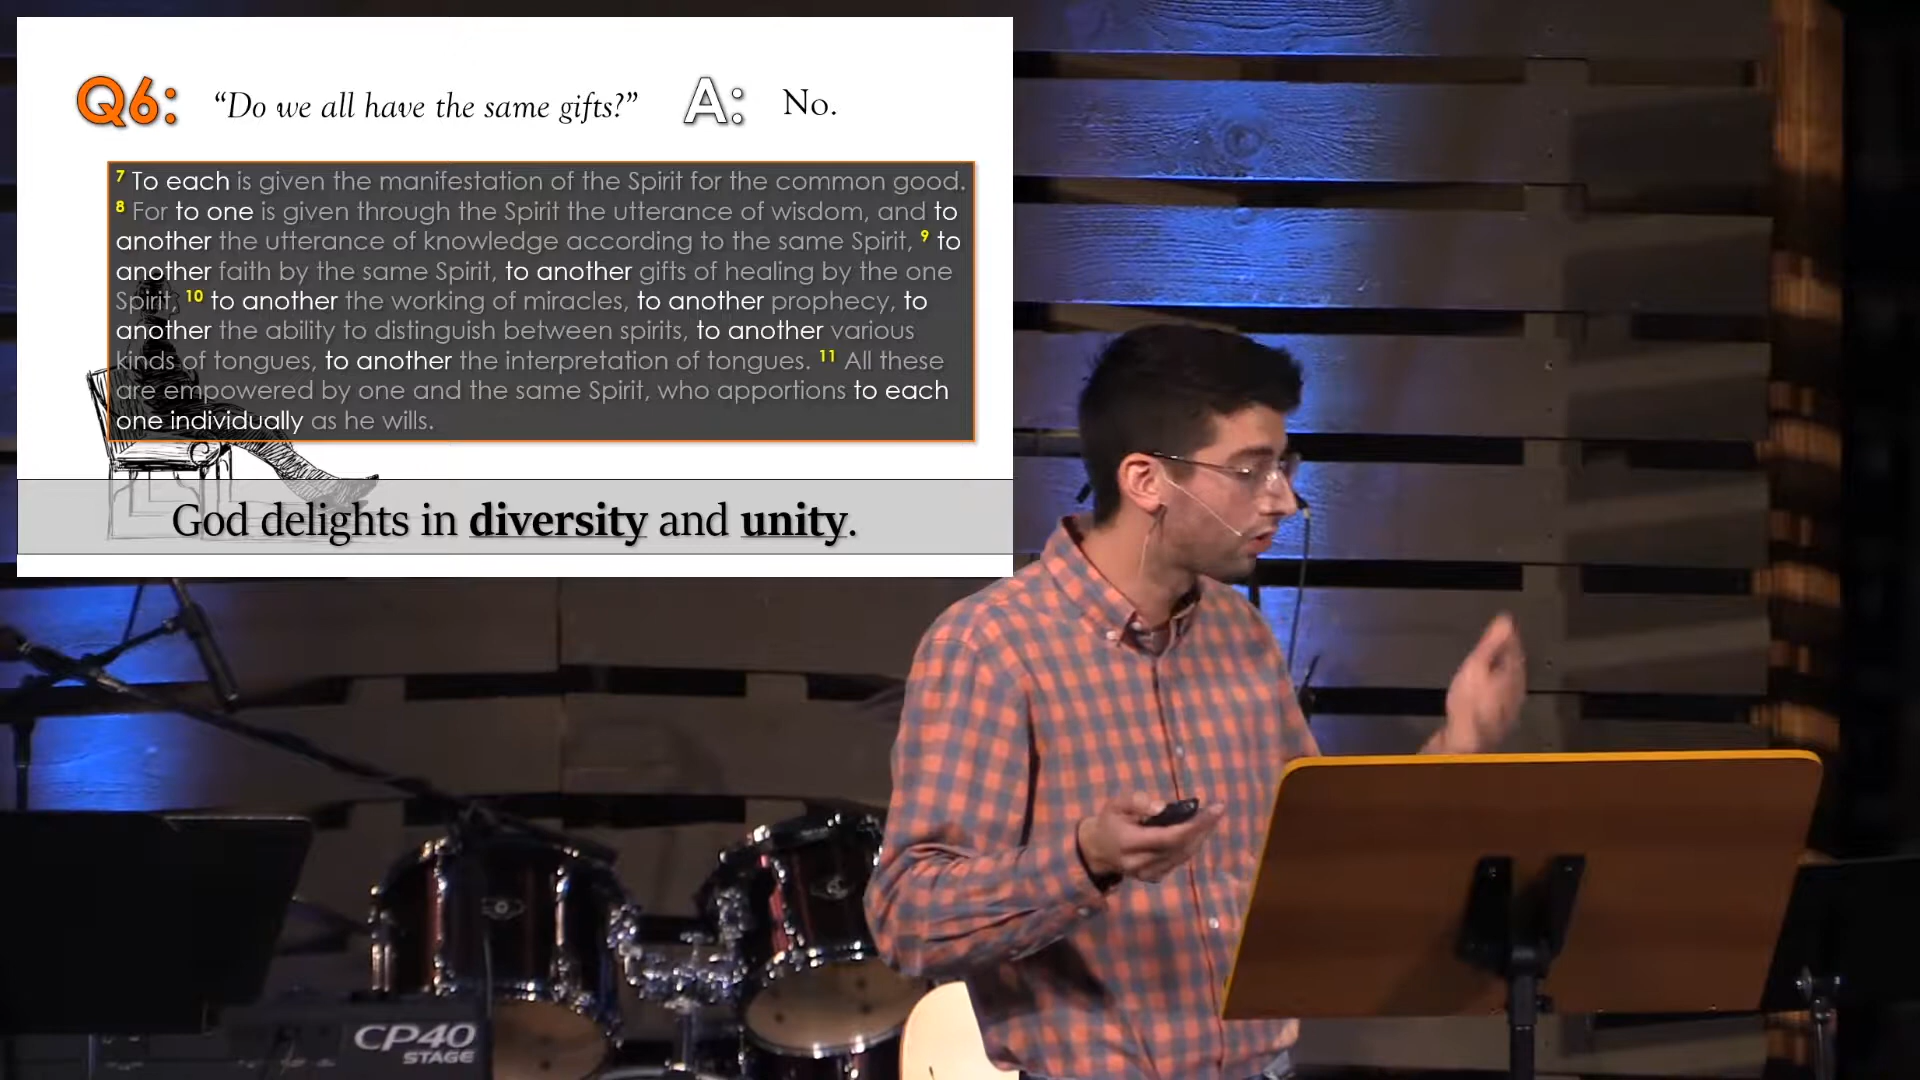 Q6: “Do we all have the same gifts?” A: No.
7 To each is given the manifestation of the Spirit for the common good.
8 For to one is given through the Spirit the utterance of wisdom, and to
another the utterance of knowledge according to the same Spirit, 9 to
another faith by the same Spirit, to another gifts of healing by the one
Spirit, 10 to another the working of miracles, to another prophecy, to
another the ability to distinguish between spirits, to another various
kinds of tongues, to another the interpretation of tongues. 11 All these
are empowered by one and the same Spirit, who apportions to each
one individually as he wills.
God delights in diversity and unity.
CP40
STAGE